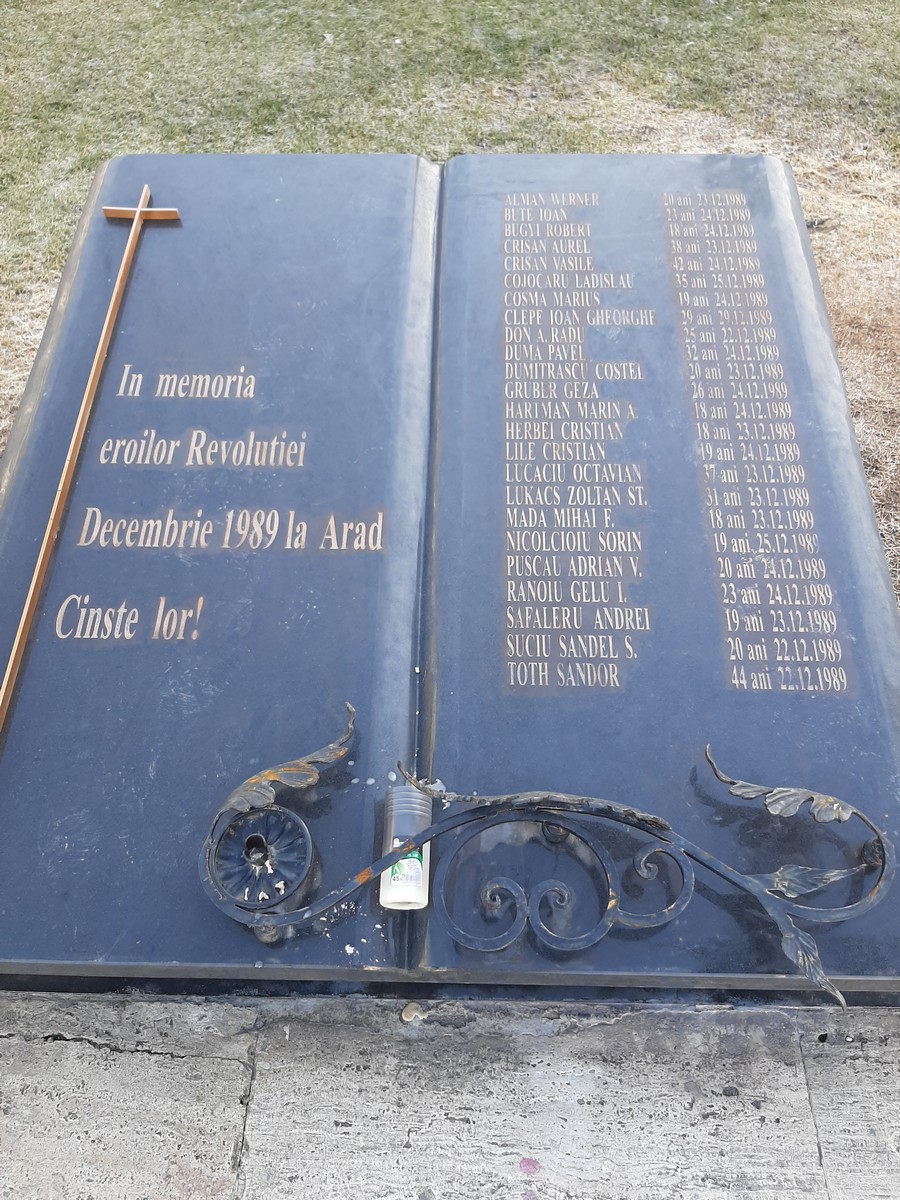 In memoria
eroilor Revolutiei
Decembrie 1989 la Arad
Cinste lor!
ALMAN WERNER 20 ani 23.12.1989
BUTE IOAN 23 ani 24.12.1989
BUGYI ROBERT 18 ani 24.12.1989
CRISAN AUREL 38 ani 23.12.1989
CRISAN VASILE 42 ani 24.12.1989
COJOCARU LADISLAU 35 ani 25.12.1989
COSMA MARIUS 19 ani 24.12.1989
CLEPE IOAN GHEORGHE 29 ani 29.12.1989
DON A. RADU 25 ani 22.12.1989
DUMA PAVEL 32 ani 24.12.1989
DUMITRASCU COSTEL 20 ani 23.12.1989
GRUBER GEZA 26 ani 24.12.1989
HARTMAN MARIN A. 18 ani 24.12.1989
HERBEI CRISTIAN 18 ani 23.12.1989
LILE CRISTIAN 19 ani 24.12.1989
LUCACIU OCTAVIAN 37 ani 23.12.1989
LUKACS ZOLTAN ST. 31 ani 23.12.1989
MADA MIHAI F. 18 ani 23.12.1989
NICOLCIOIU SORIN 19 ani 25.12.1989
PUSCAU ADRIAN V. 20 ani 24.12.1989
RANOIU GELU I. 23 ani 24.12.1989
SAFALERU ANDREI 19 ani 23.12.1989
SUCIU SANDEL S. 20 ani 22.12.1989
TOTH SANDOR 44 ani 22.12.1989